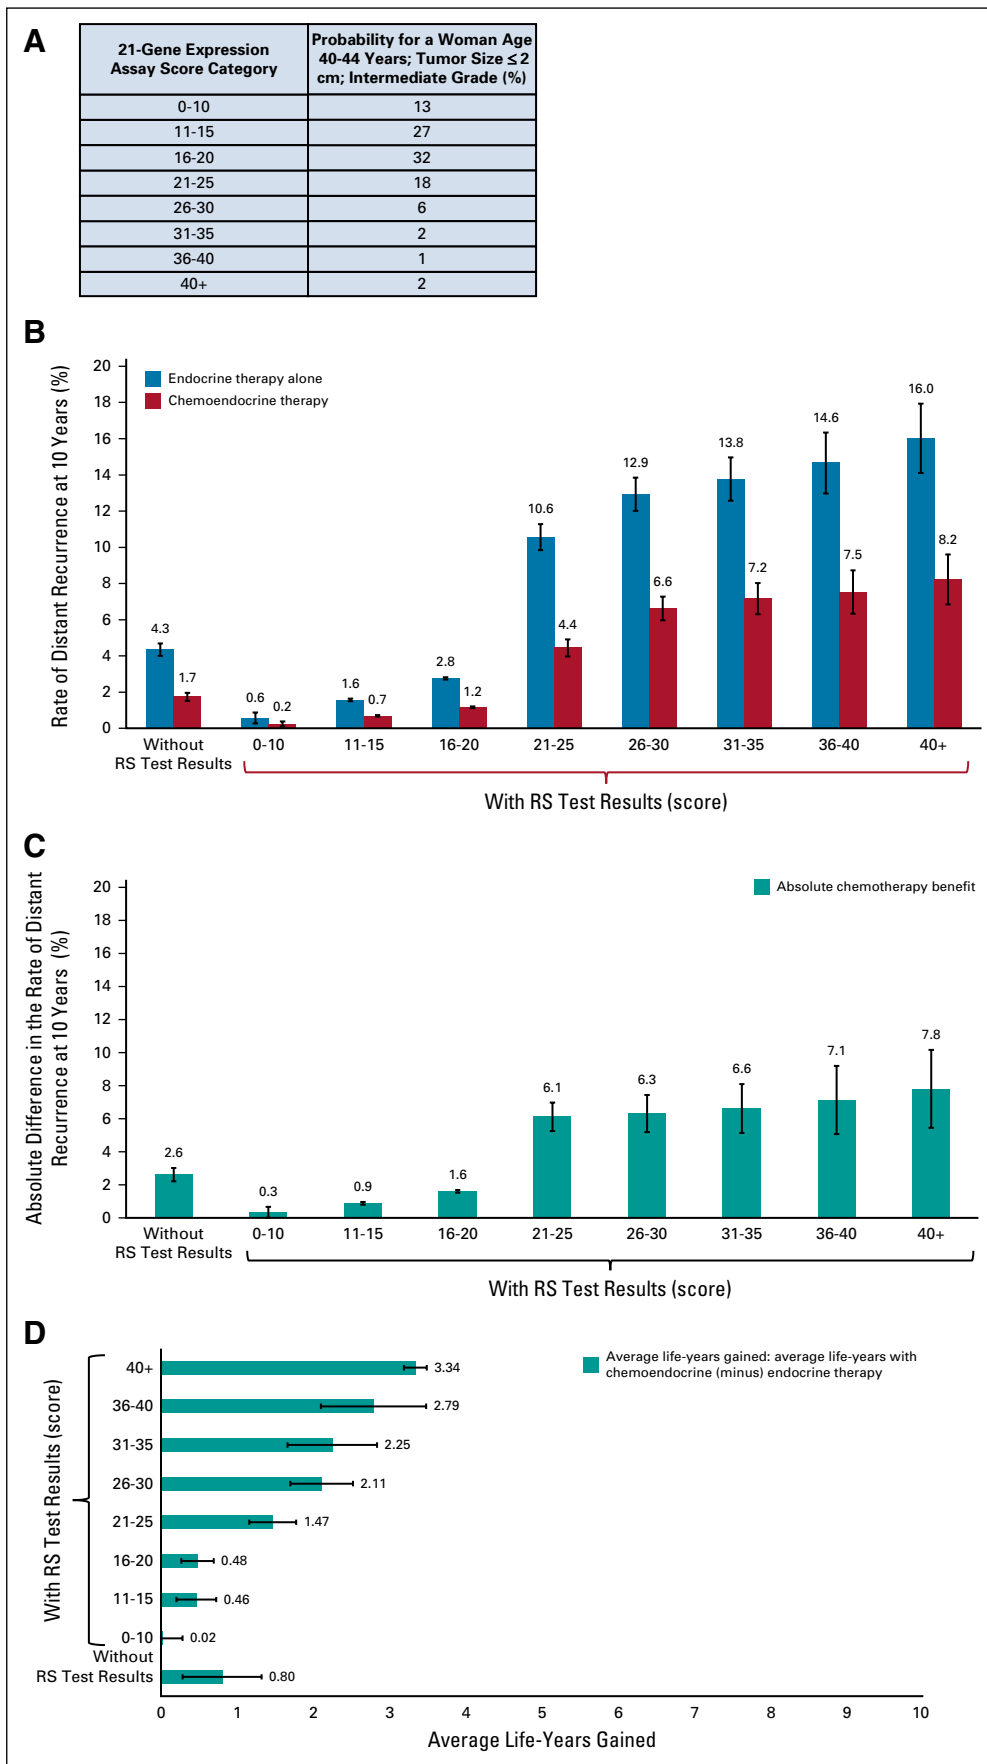 A
21-Gene Expression
Assay Score Category
Probability for a Woman Age
40-44 Years; Tumor Size ≤ 2
cm; Intermediate Grade (%)
0-10 13
11-15 27
16-20 32
21-25 18
26-30 6
31-35 2
36-40 1
40+ 2
B
Rate of Distant Recurrence at 10 Years (%)
20
18
16
14
12
10
8
6
4
2
0
Endocrine therapy alone
Chemoendocrine therapy
4.3
1.7
0.6
0.2
1.6
0.7
2.8
1.2
10.6
4.4
12.9
6.6
13.8
7.2
14.6
7.5
16.0
8.2
Without
RS Test Results
0-10
11-15
16-20
21-25
26-30
31-35
36-40
40+
With RS Test Results (score)
C
Absolute Difference in the Rate of Distant
Recurrence at 10 Years (%)
20
18
16
14
12
10
8
6
4
2
0
Absolute chemotherapy benefit
2.6
0.3
0.9
1.6
6.1
6.3
6.6
7.1
7.8
Without
RS Test Results
0-10
11-15
16-20
21-25
26-30
31-35
36-40
40+
With RS Test Results (score)
D
With RS Test Results (score)
Average life-years gained: average life-years with
chemoendocrine (minus) endocrine therapy
40+ 3.34
36-40 2.79
31-35 2.25
26-30 2.11
21-25 1.47
16-20 0.48
11-15 0.46
0-10 0.02
Without
RS Test Results 0.80
0 1 2 3 4 5 6 7 8 9 10
Average Life-Years Gained